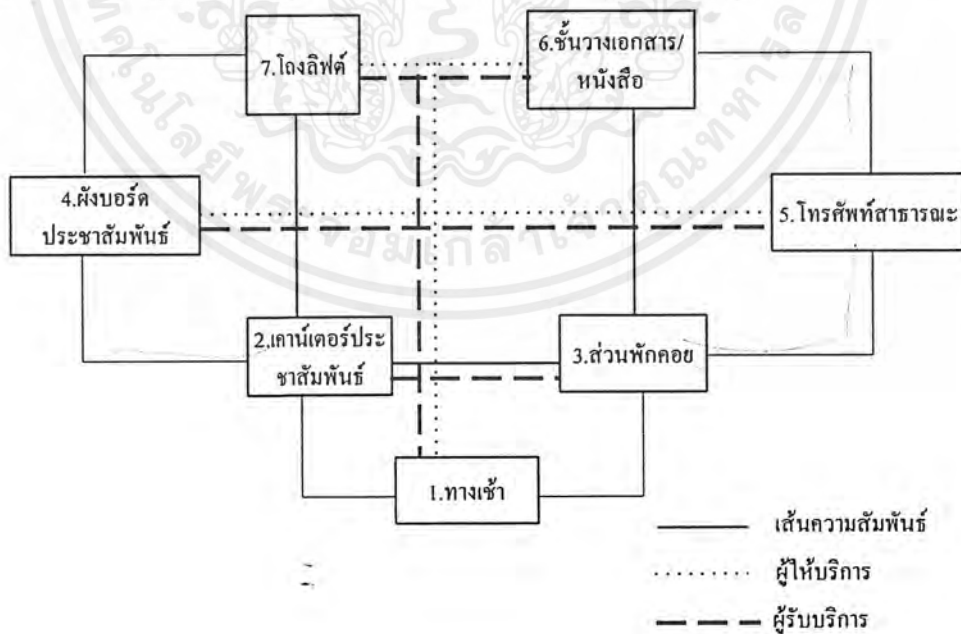 7.โถงลิฟต์
6.ชั้นวางเอกสาร/
หนังสือ
4.ผังบอร์ด
ประชาสัมพันธ์
5.โทรศัพท์สาธารณะ
2.เคาน์เตอร์ประ
ชาสัมพันธ์
3.ส่วนพักคอย
1.ทางเช้า
เส้นความสัมพันธ์
ผู้ให้บริการ
ผู้รับบริการ